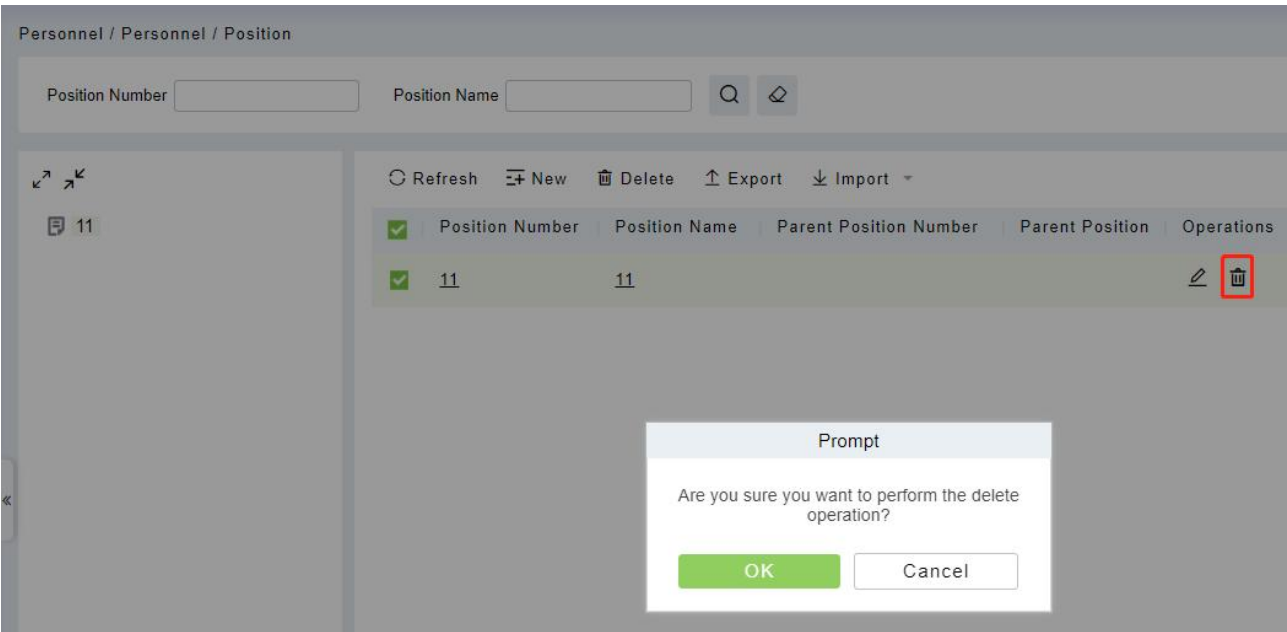 Personnel / Personnel / Position
Position Number Position Name
Refresh New Delete Export Import
11
Position Number Position Name Parent Position Number Parent Position Operations
11 11
Prompt
Are you sure you want to perform the delete
operation?
OK Cancel